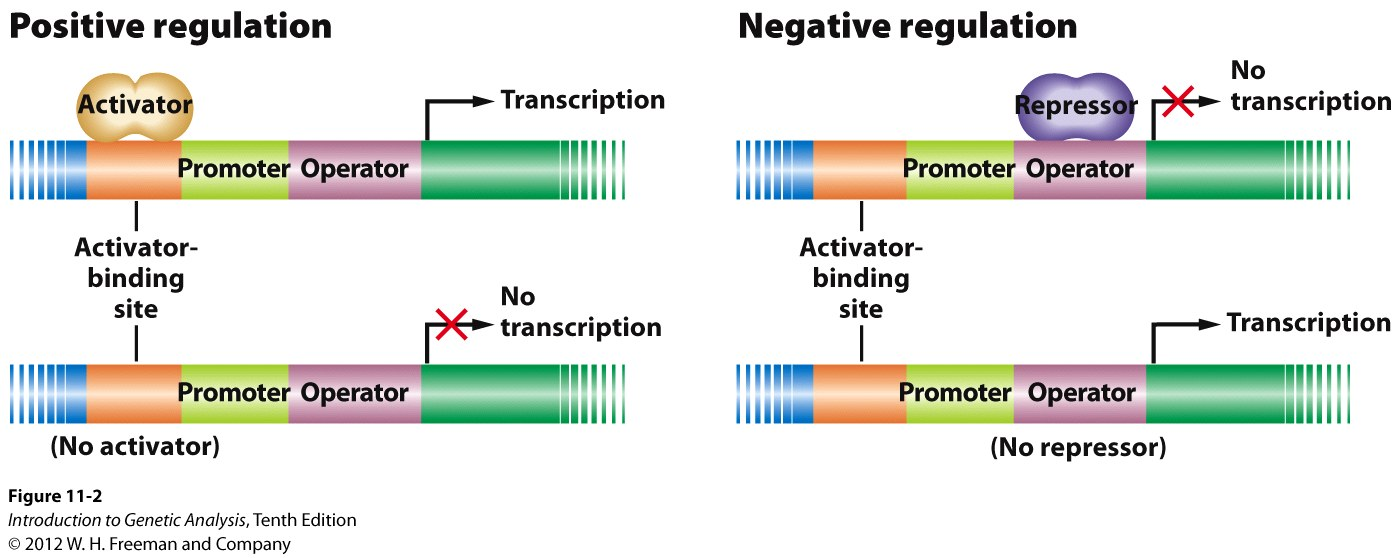 Positive regulation
Activator
Transcription
Promoter Operator
Activator-
binding
site
No
transcription
Promoter Operator
(No activator)
Negative regulation
Repressor
No
transcription
Promoter Operator
Activator-
binding
site
Transcription
Promoter Operator
(No repressor)
Figure 11-2
Introduction to Genetic Analysis, Tenth Edition
© 2012 W. H. Freeman and Company